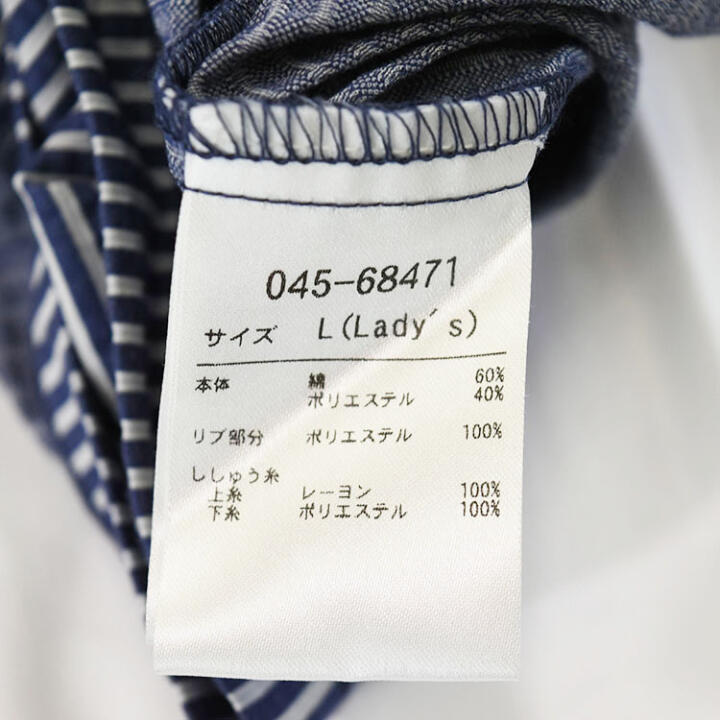 045-68471
サイズ L(Lady's)
本体 綿 60%
ポリエステル 40%
リブ部分 ポリエステル 100%
ししゅう糸
上糸 レーヨン 100%
下糸 ポリエステル 100%